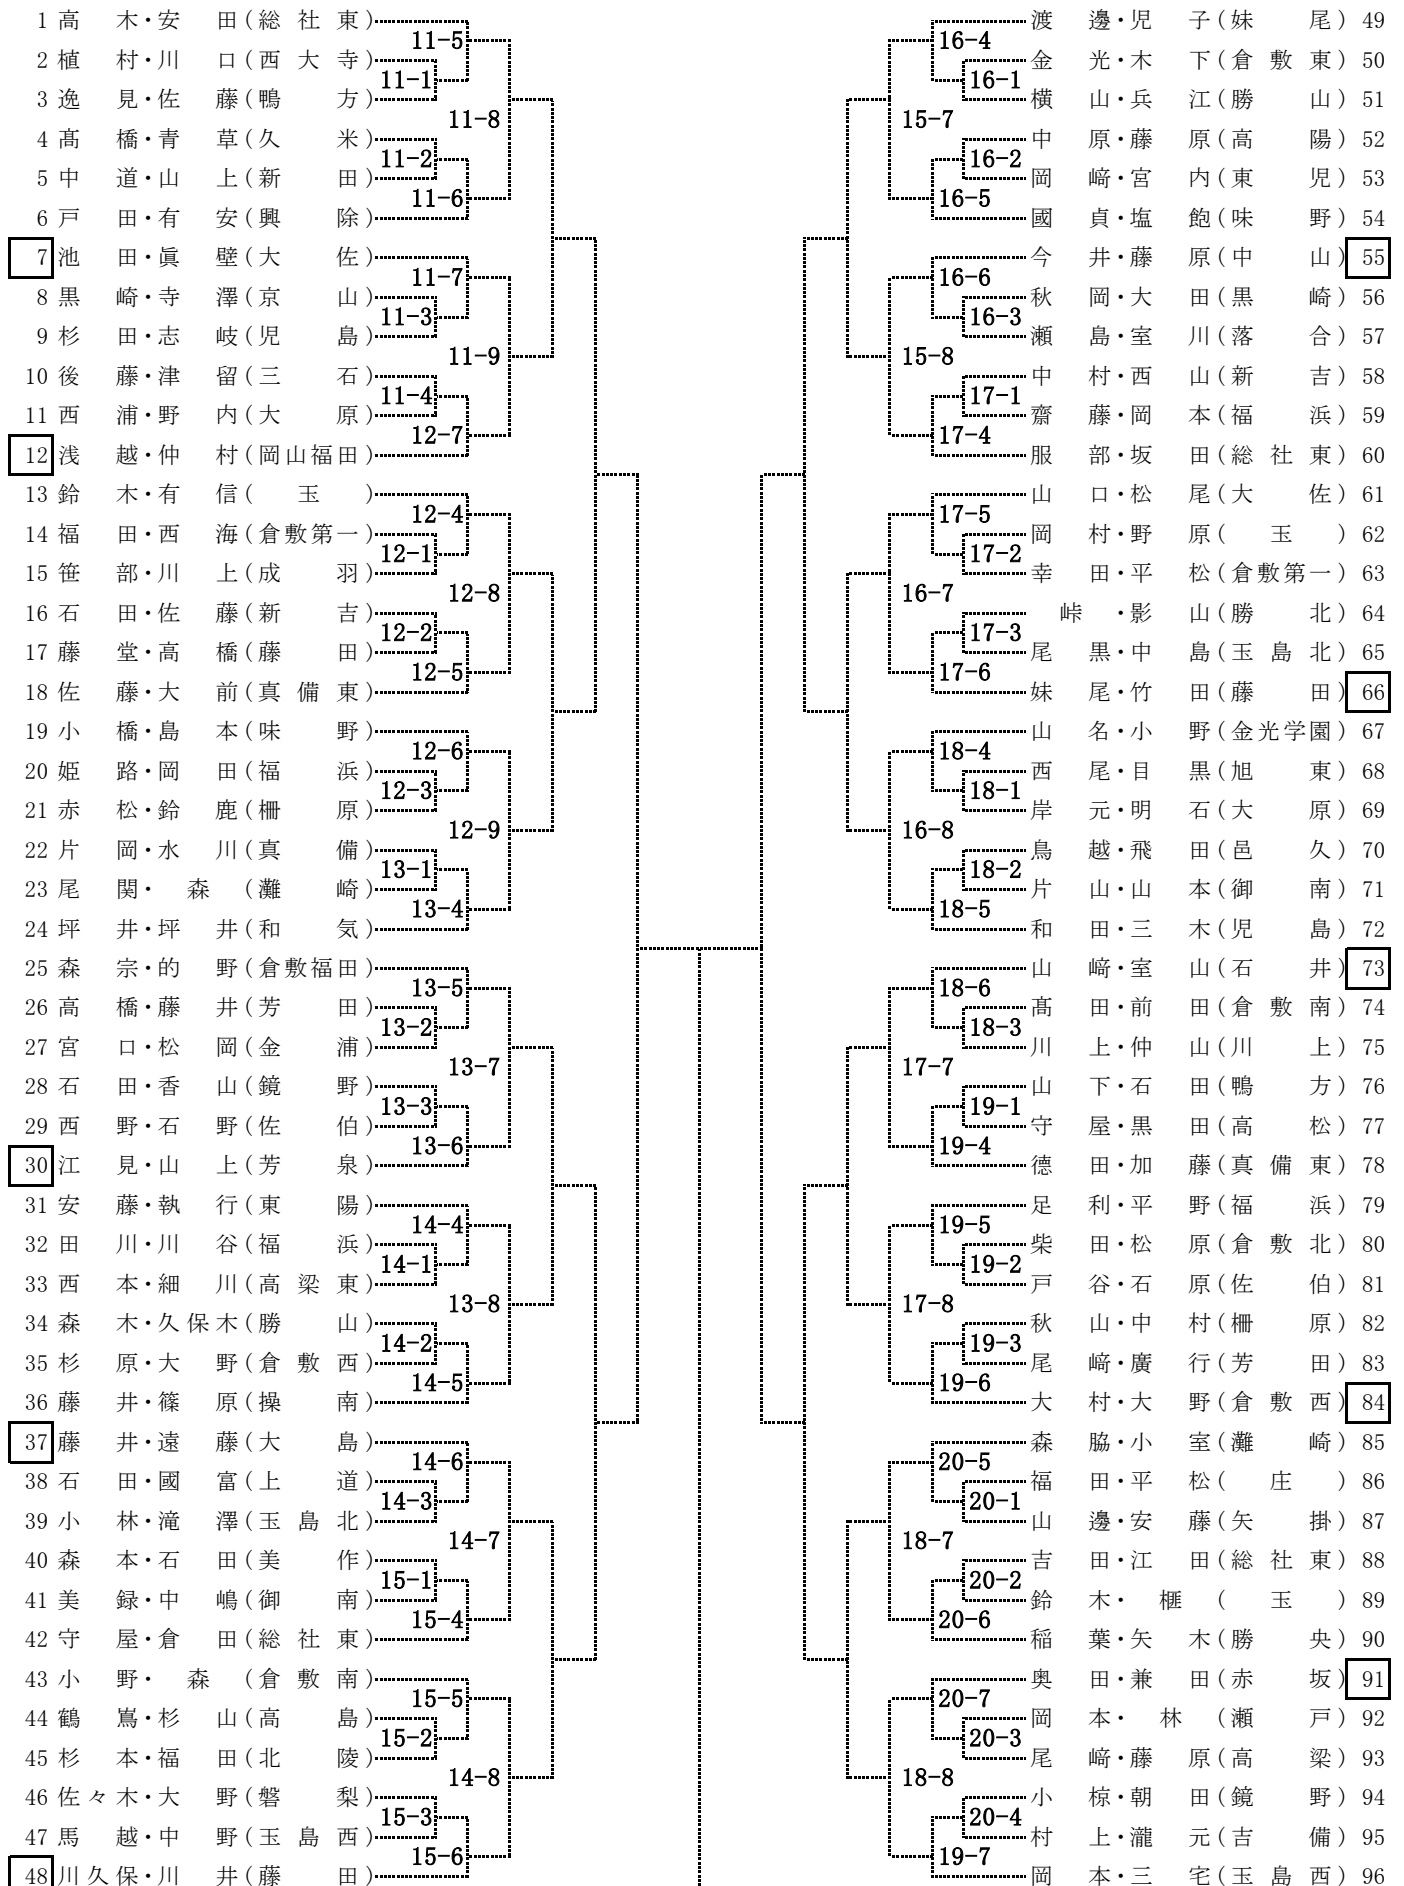 1 高木・安田(総社東)
11-5
2 植村・川口(西大寺)
11-1
3 逸見・佐藤(鴨方)
11-8
4 髙橋・青草(久米)
11-2
5 中道・山上(新田)
11-6
6 戸田・有安(興除)
7 池田・眞壁(大佐)
11-7
8 黒崎・寺澤(京山)
11-3
9 杉田・志岐(児島)
11-9
10 後藤・津留(三石)
11-4
11 西浦・野内(大原)
12-7
12 浅越・仲村(岡山福田)
13 鈴木・有信(玉)
12-4
14 福田・西海(倉敷第一)
12-1
15 笹部・川上(成羽)
12-8
16 石田・佐藤(新吉)
12-2
17 藤堂・高橋(藤田)
12-5
18 佐藤・大前(真備東)
19 小橋・島本(味野)
12-6
20 姫路・岡田(福浜)
12-3
21 赤松・鈴鹿(柵原)
12-9
22 片岡・水川(真備)
13-1
23 尾関・森(灘崎)
13-4
24 坪井・坪井(和気)
25 森宗・的野(倉敷福田)
13-5
26 高橋・藤井(芳田)
13-2
27 宮口・松岡(金浦)
13-7
28 石田・香山(鏡野)
13-3
29 西野・石野(佐伯)
13-6
30 江見・山上(芳泉)
31 安藤・執行(東陽)
14-4
32 田川・川谷(福浜)
14-1
33 西本・細川(高梁東)
13-8
34 森木・久保木(勝山)
14-2
35 杉原・大野(倉敷西)
14-5
36 藤井・篠原(操南)
37 藤井・遠藤(大島)
14-6
38 石田・國富(上道)
14-3
39 小林・滝澤(玉島北)
14-7
40 森本・石田(美作)
15-1
41 美録・中嶋(御南)
15-4
42 守屋・倉田(総社東)
43 小野・森(倉敷南)
15-5
44 鶴嶌・杉山(高島)
15-2
45 杉本・福田(北陵)
14-8
46 佐々木・大野(磐梨)
15-3
47 馬越・中野(玉島西)
15-6
48 川久保・川井(藤田)
渡邊・児子(妹尾) 49
16-4
金光・木下(倉敷東) 50
16-1
横山・兵江(勝山) 51
15-7
中原・藤原(高陽) 52
16-2
岡﨑・宮内(東児) 53
16-5
國貞・塩飽(味野) 54
今井・藤原(中山) 55
16-6
秋岡・大田(黒崎) 56
16-3
瀬島・室川(落合) 57
15-8
中村・西山(新吉) 58
17-1
齋藤・岡本(福浜) 59
17-4
服部・坂田(総社東) 60
山口・松尾(大佐) 61
17-5
岡村・野原(玉) 62
17-2
幸田・平松(倉敷第一) 63
16-7
峠・影山(勝北) 64
17-3
尾黒・中島(玉島北) 65
17-6
妹尾・竹田(藤田) 66
山名・小野(金光学園) 67
18-4
西尾・目黒(旭東) 68
18-1
岸元・明石(大原) 69
16-8
鳥越・飛田(邑久) 70
18-2
片山・山本(御南) 71
18-5
和田・三木(児島) 72
山﨑・室山(石井) 73
18-6
髙田・前田(倉敷南) 74
18-3
川上・仲山(川上) 75
17-7
山下・石田(鴨方) 76
19-1
守屋・黒田(高松) 77
19-4
德田・加藤(真備東) 78
足利・平野(福浜) 79
19-5
柴田・松原(倉敷北) 80
19-2
戸谷・石原(佐伯) 81
17-8
秋山・中村(柵原) 82
19-3
尾﨑・廣行(芳田) 83
19-6
大村・大野(倉敷西) 84
森脇・小室(灘崎) 85
20-5
福田・平松(庄) 86
20-1
山邊・安藤(矢掛) 87
18-7
吉田・江田(総社東) 88
20-2
鈴木・榧(玉) 89
20-6
稲葉・矢木(勝央) 90
奥田・兼田(赤坂) 91
20-7
岡本・林(瀬戸) 92
20-3
尾﨑・藤原(高梁) 93
18-8
小椋・朝田(鏡野) 94
20-4
村上・瀧元(吉備) 95
19-7
岡本・三宅(玉島西) 96